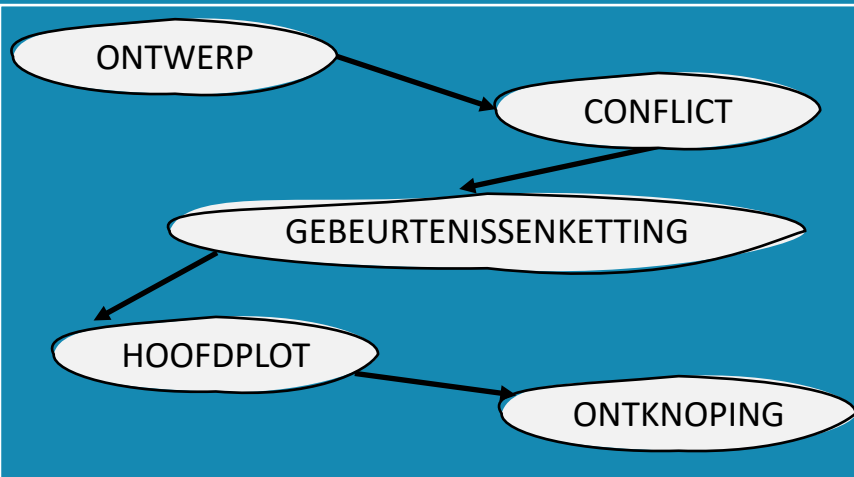 ONTWERP
CONFLICT
GEBEURTENISSENKETTING
HOOFDPLOT
ONTKNOPING